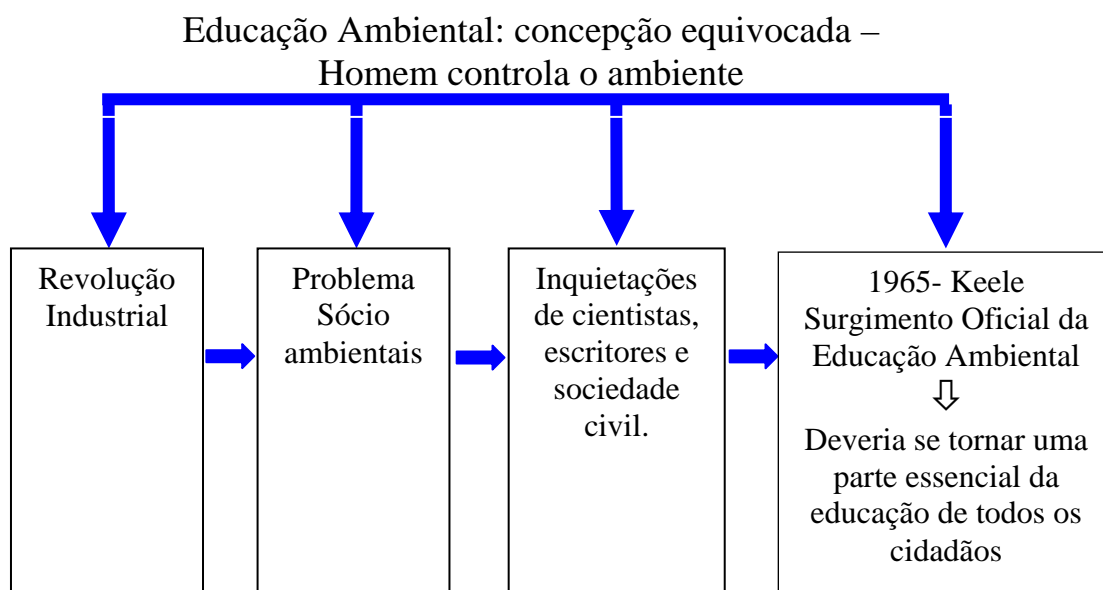 Educação Ambiental: concepção equivocada –
Homem controla o ambiente
Revolução
Industrial
Problema
Sócio
ambientais
Inquietações
de cientistas,
escritores e
sociedade
civil.
1965- Keele
Surgimento Oficial da
Educação Ambiental
Deveria se tornar uma
parte essencial da
educação de todos os
cidadãos